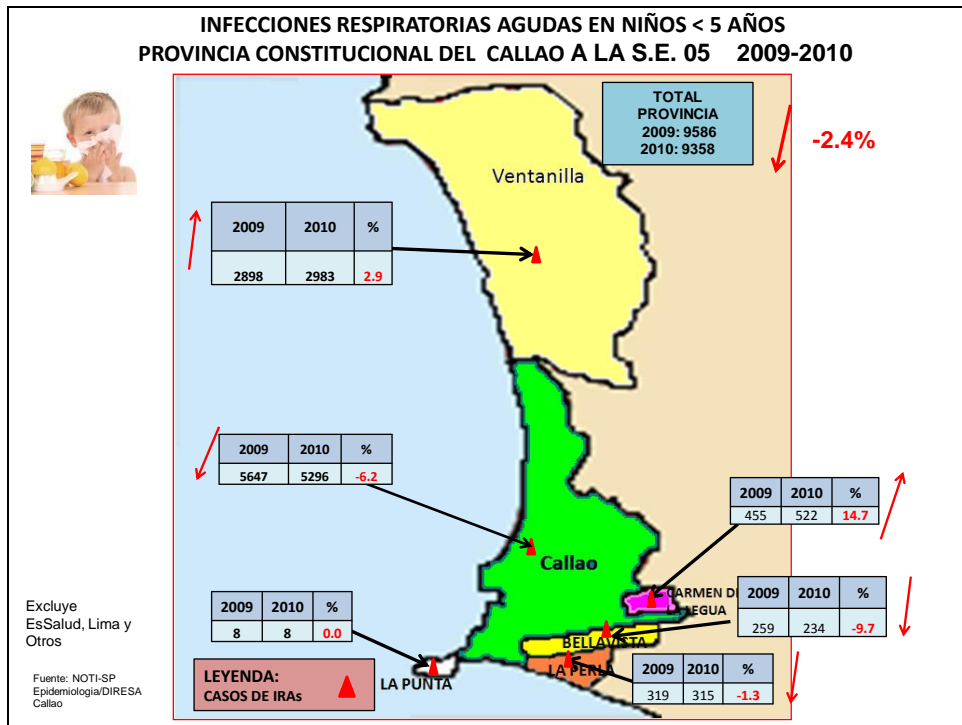 INFECCIONES RESPIRATORIAS AGUDAS EN NIÑOS < 5 AÑOS
PROVINCIA CONSTITUCIONAL DEL CALLAO A LA S.E. 05 2009-2010
TOTAL
PROVINCIA
2009: 9586
2010: 9358
-2.4%
Ventanilla
2009 2010 %
2898 2983 2.9
2009 2010 %
5647 5296 -6.2
Callao
2009 2010 %
455 522 14.7
CARMEN DE
LA LEGUA
2009 2010 %
259 234 -9.7
BELLAVISTA
2009 2010 %
8 8 0.0
LA PERLA
2009 2010 %
319 315 -1.3
LA PUNTA
LEYENDA:
CASOS DE IRAs
Excluye
EsSalud, Lima y
Otros
Fuente: NOTI-SP
Epidemiologia/DIRESA
Callao